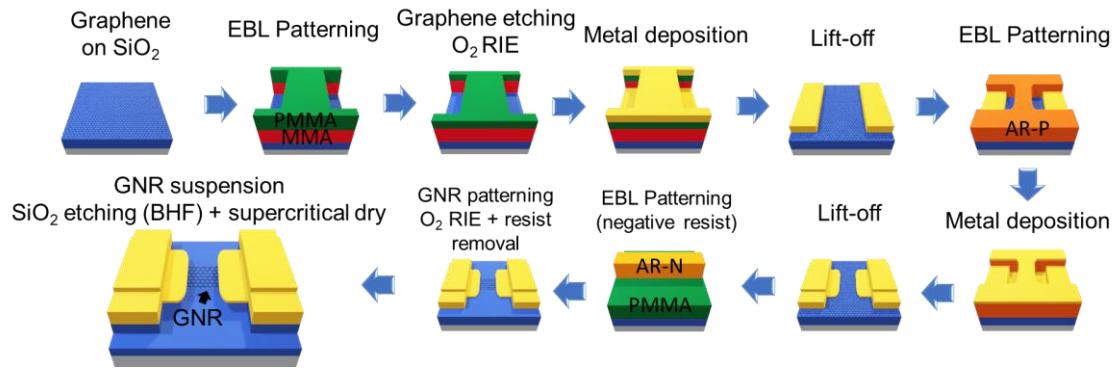 Graphene
on SiO₂
EBL Patterning
Graphene etching
O₂ RIE
Metal deposition
Lift-off
EBL Patterning
PMMA
MMA
AR-P
Metal deposition
Lift-off
EBL Patterning
(negative resist)
AR-N
PMMA
GNR patterning
O₂ RIE + resist
removal
GNR suspension
SiO₂ etching (BHF) + supercritical dry
GNR